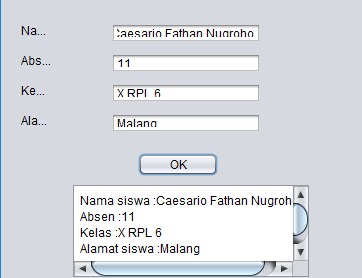 Na... Caesario Fathan Nugroho
Abs... 11
Ke... X RPL 6
Ala... Malang
OK
Nama siswa :Caesario Fathan Nugroh
Absen :11
Kelas :X RPL 6
Alamat siswa :Malang